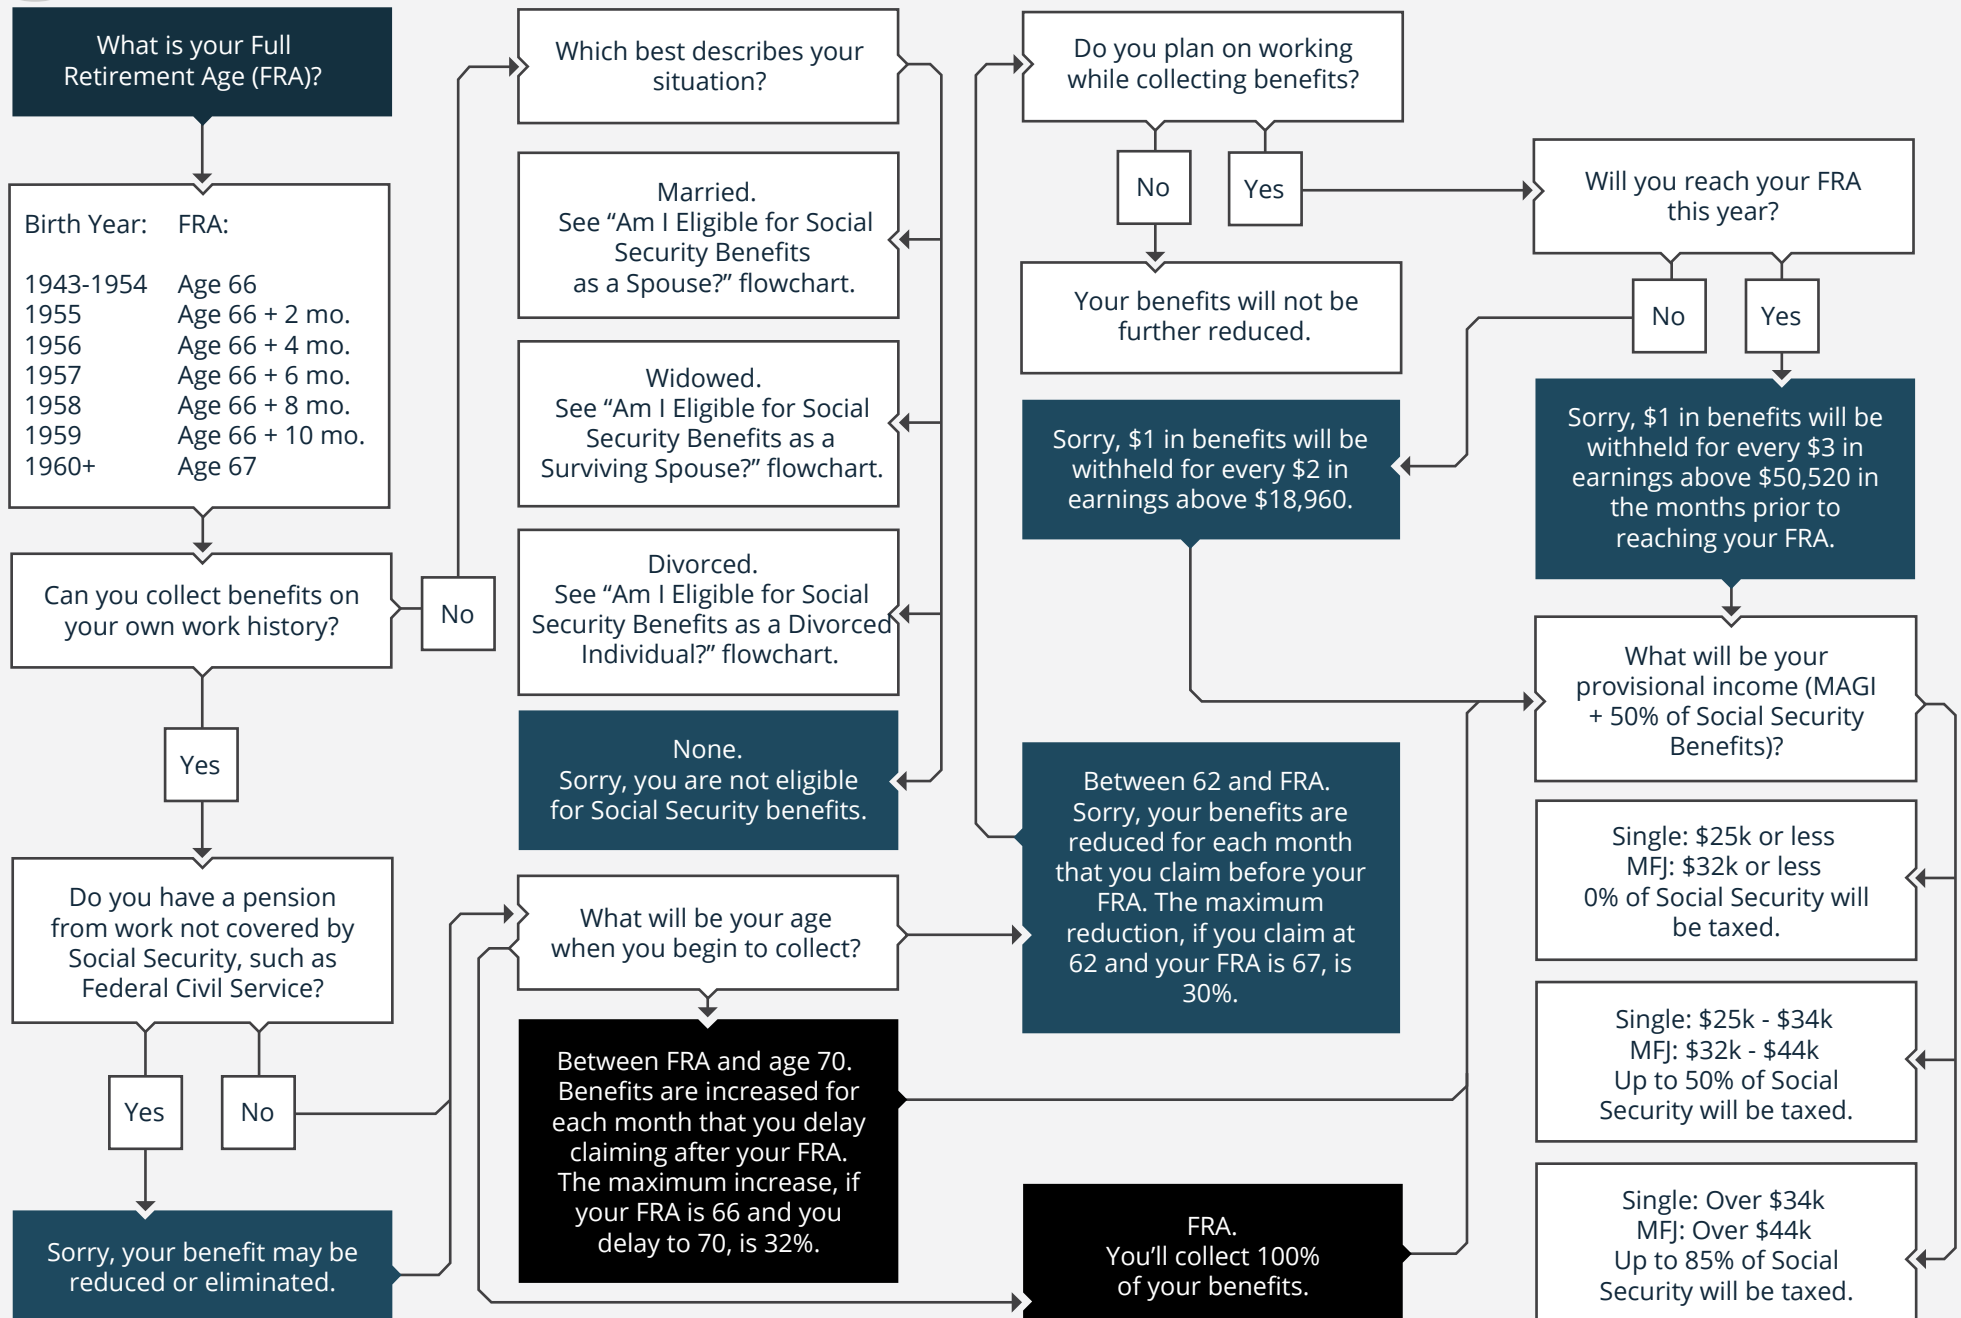 What is your Full
Retirement Age (FRA)?
Birth Year: FRA:
1943-1954 Age 66
1955 Age 66 + 2 mo.
1956 Age 66 + 4 mo.
1957 Age 66 + 6 mo.
1958 Age 66 + 8 mo.
1959 Age 66 + 10 mo.
1960+ Age 67
Can you collect benefits on
your own work history?
No
Yes
Do you have a pension
from work not covered by
Social Security, such as
Federal Civil Service?
Yes
No
Sorry, your benefit may be
reduced or eliminated.
Which best describes your
situation?
Married.
See “Am I Eligible for Social
Security Benefits
as a Spouse?” flowchart.
Widowed.
See “Am I Eligible for Social
Security Benefits as a
Surviving Spouse?” flowchart.
Divorced.
See “Am I Eligible for Social
Security Benefits as a Divorced
Individual?” flowchart.
None.
Sorry, you are not eligible
for Social Security benefits.
What will be your age
when you begin to collect?
Between FRA and age 70.
Benefits are increased for
each month that you delay
claiming after your FRA.
The maximum increase, if
your FRA is 66 and you
delay to 70, is 32%.
Do you plan on working
while collecting benefits?
No
Yes
Your benefits will not be
further reduced.
Sorry, $1 in benefits will be
withheld for every $2 in
earnings above $18,960.
Between 62 and FRA.
Sorry, your benefits are
reduced for each month
that you claim before your
FRA. The maximum
reduction, if you claim at
62 and your FRA is 67, is
30%.
FRA.
You’ll collect 100%
of your benefits.
Will you reach your FRA
this year?
No
Yes
Sorry, $1 in benefits will be
withheld for every $3 in
earnings above $50,520 in
the months prior to
reaching your FRA.
What will be your
provisional income (MAGI
+ 50% of Social Security
Benefits)?
Single: $25k or less
MFJ: $32k or less
0% of Social Security will
be taxed.
Single: $25k - $34k
MFJ: $32k - $44k
Up to 50% of Social
Security will be taxed.
Single: Over $34k
MFJ: Over $44k
Up to 85% of Social
Security will be taxed.